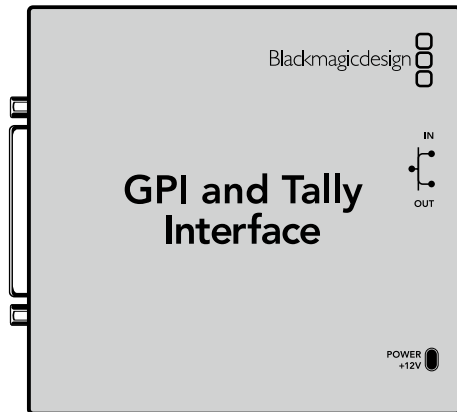 Blackmagicdesign
IN
OUT
GPI and Tally
Interface
POWER
+12V